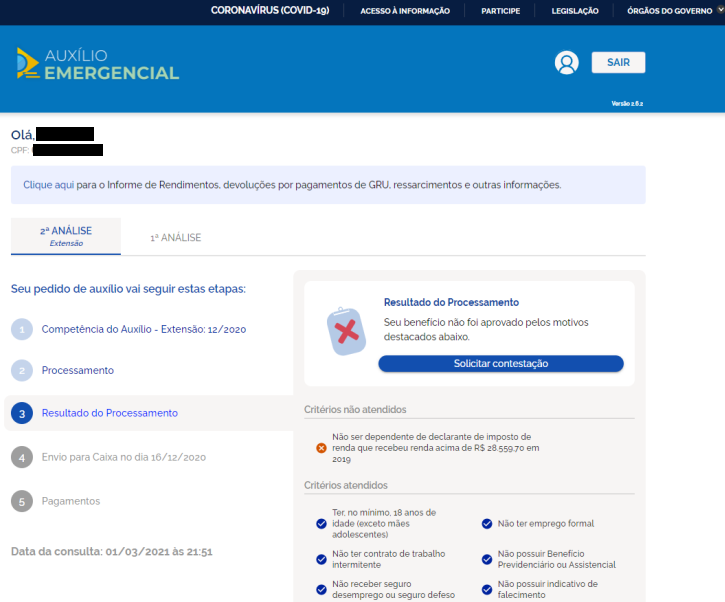 CORONAVÍRUS (COVID-19) ACESSO À INFORMAÇÃO PARTICIPE LEGISLAÇÃO ÓRGÃOS DO GOVERNO
AUXÍLIO
EMERGENCIAL
SAIR
Versão 2.8.2
Olá,
CPF:
Clique aqui para o Informe de Rendimentos, devoluções por pagamentos de GRU, ressarcimentos e outras informações.
2ª ANÁLISE
Extensão
1ª ANÁLISE
Seu pedido de auxílio vai seguir estas etapas:
1 Competência do Auxílio - Extensão: 12/2020
2 Processamento
3 Resultado do Processamento
4 Envio para Caixa no dia 16/12/2020
5 Pagamentos
Data da consulta: 01/03/2021 às 21:51
Resultado do Processamento
Seu benefício não foi aprovado pelos motivos
destacados abaixo.
Solicitar contestação
Critérios não atendidos
Não ser dependente de declarante de imposto de
renda que recebeu renda acima de R$ 28.559,70 em
2019
Critérios atendidos
Ter, no mínimo, 18 anos de
idade (exceto mães
adolescentes)
Não ter emprego formal
Não ter contrato de trabalho
intermitente
Não possuir Benefício
Previdenciário ou Assistencial
Não receber seguro
desemprego ou seguro defeso
Não possuir indicativo de
falecimento